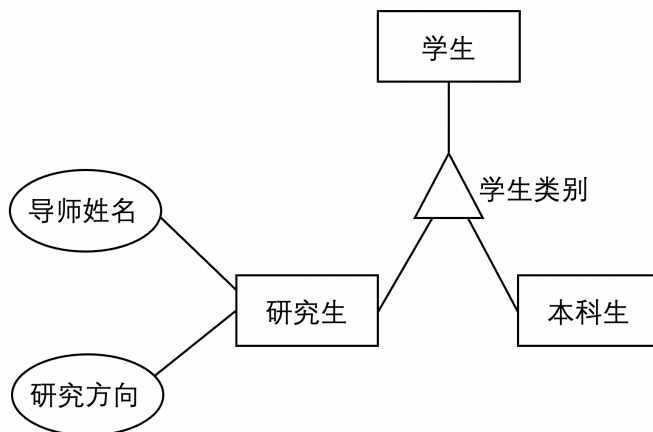 学生
学生类别
导师姓名
研究生
本科生
研究方向